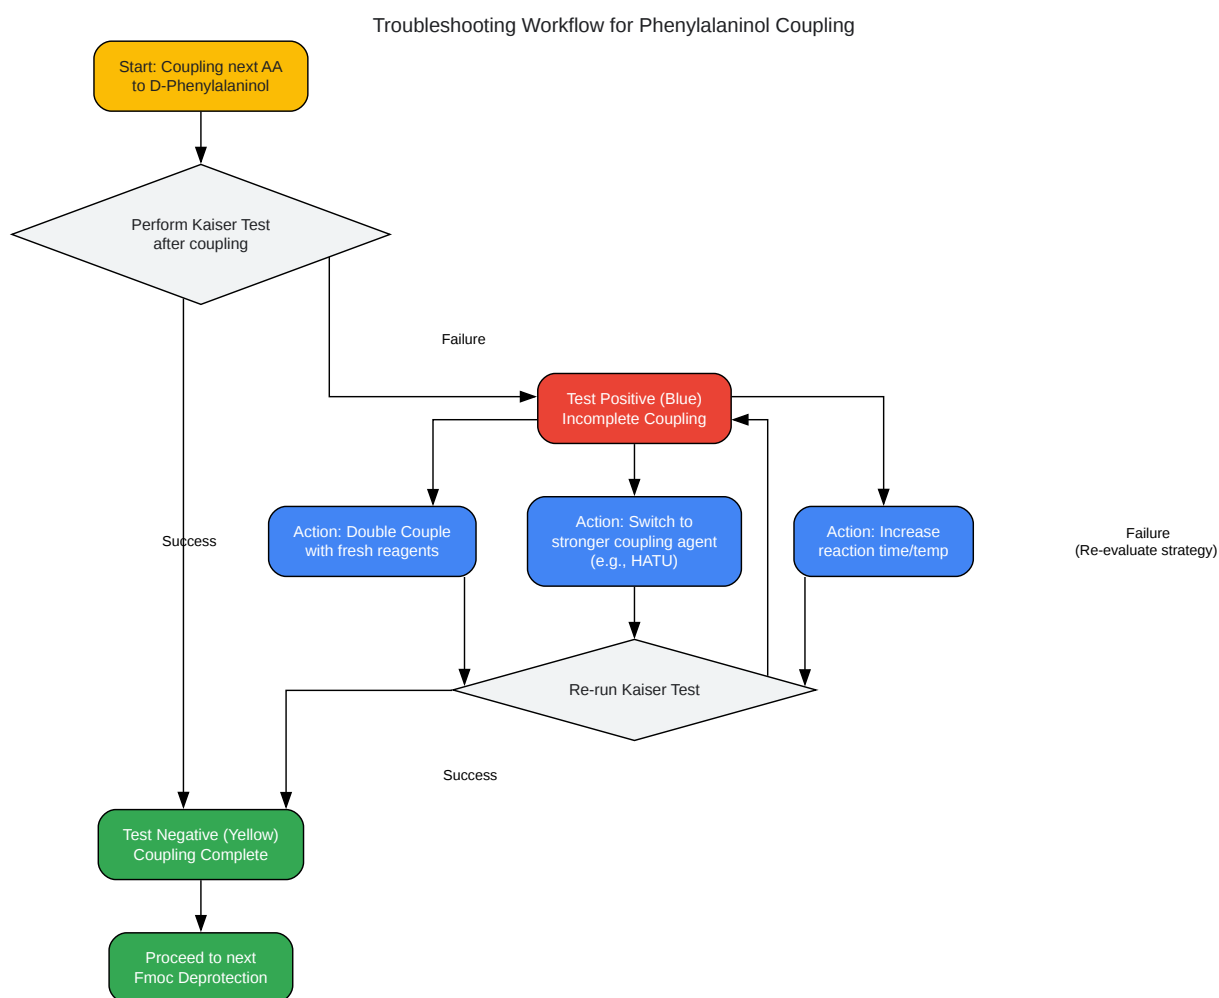 Troubleshooting Workflow for Phenylalaninol Coupling
Start: Coupling next AA
to D-Phenylalaninol
Perform Kaiser Test
after coupling
Failure
Test Positive (Blue)
Incomplete Coupling
Action: Double Couple
with fresh reagents
Action: Switch to
stronger coupling agent
(e.g., HATU)
Action: Increase
reaction time/temp
Failure
(Re-evaluate strategy)
Success
Re-run Kaiser Test
Success
Test Negative (Yellow)
Coupling Complete
Proceed to next
Fmoc Deprotection